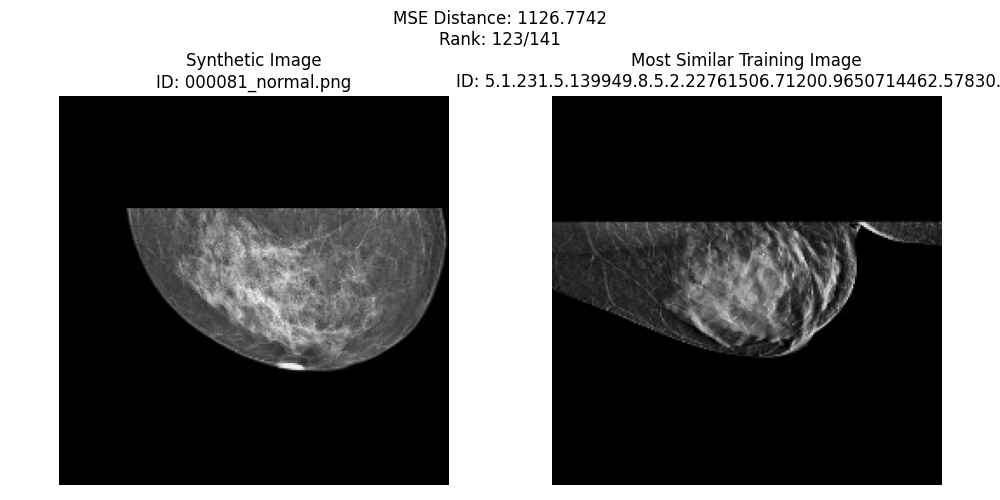 MSE Distance: 1126.7742
Rank: 123/141
Synthetic Image
ID: 000081_normal.png
Most Similar Training Image
ID: 5.1.231.5.139949.8.5.2.22761506.71200.9650714462.57830.